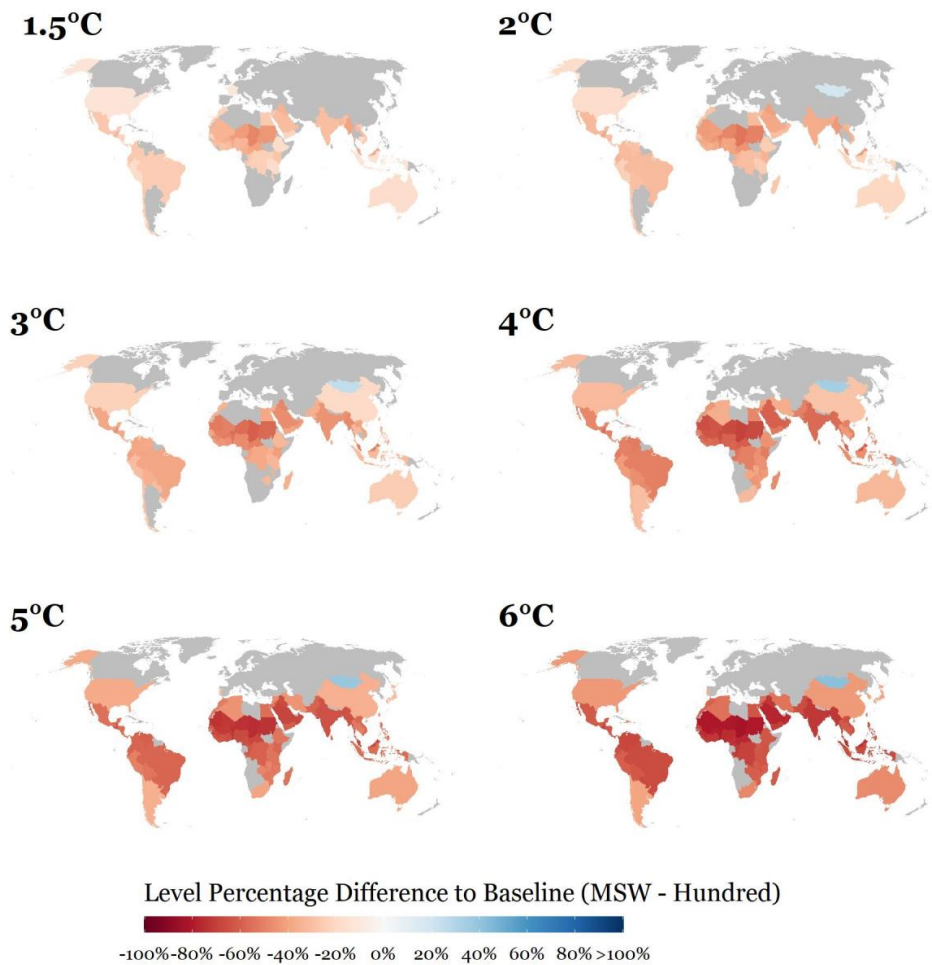 1.5°C
2°C
3°C
4°C
5°C
6°C
Level Percentage Difference to Baseline (MSW - Hundred)
-100% -80% -60% -40% -20% 0% 20% 40% 60% 80% >100%